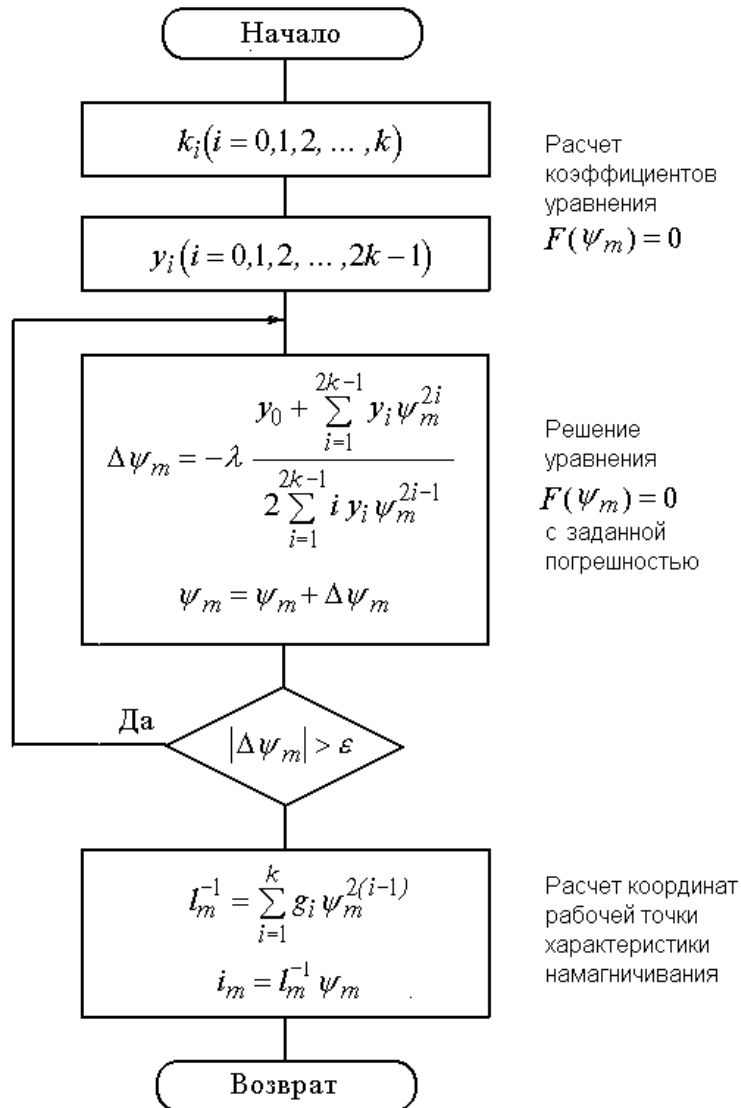 Начало
k_i(i = 0,1,2, ... ,k)
Расчет
коэффициентов
уравнения
F(ψ_m) = 0
y_i(i = 0,1,2, ... ,2k−1)
Δψ_m = −λ (y_0 + ∑_{i=1}^{2k−1} y_i ψ_m^{2i}) / (2 ∑_{i=1}^{2k−1} i y_i ψ_m^{2i−1})
ψ_m = ψ_m + Δψ_m
Решение
уравнения
F(ψ_m) = 0
с заданной
погрешностью
Да
|Δψ_m| > ε
l_m^{−1} = ∑_{i=1}^{k} g_i ψ_m^{2(i−1)}
i_m = l_m^{−1} ψ_m
Расчет координат
рабочей точки
характеристики
намагничивания
Возврат